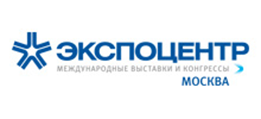 ЭКСПОЦЕНТР
МЕЖДУНАРОДНЫЕ ВЫСТАВКИ И КОНГРЕССЫ
МОСКВА